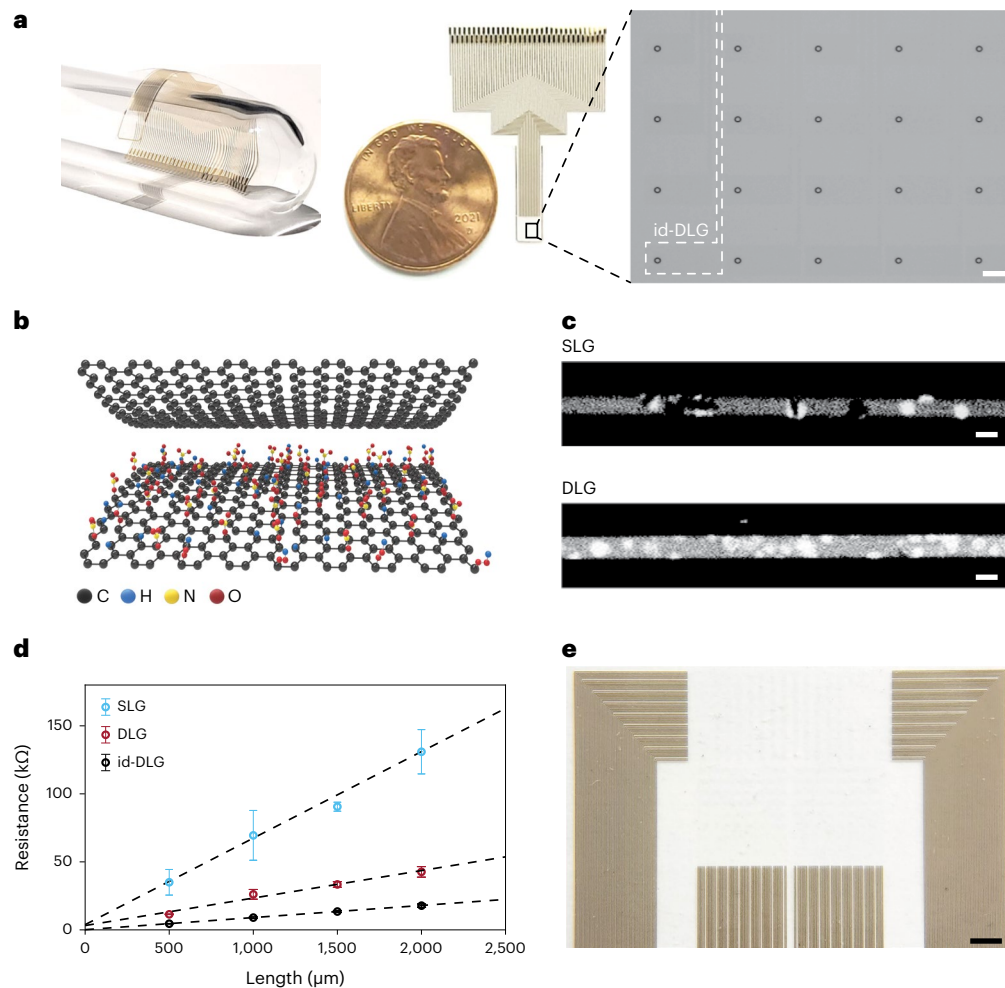 a
IN GOD WE TRUST
LIBERTY
2021
D
id-DLG
b
C H N O
c
SLG
DLG
d
Resistance (kΩ)
150
100
50
0
SLG
DLG
id-DLG
0 500 1,000 1,500 2,000 2,500
Length (µm)
e